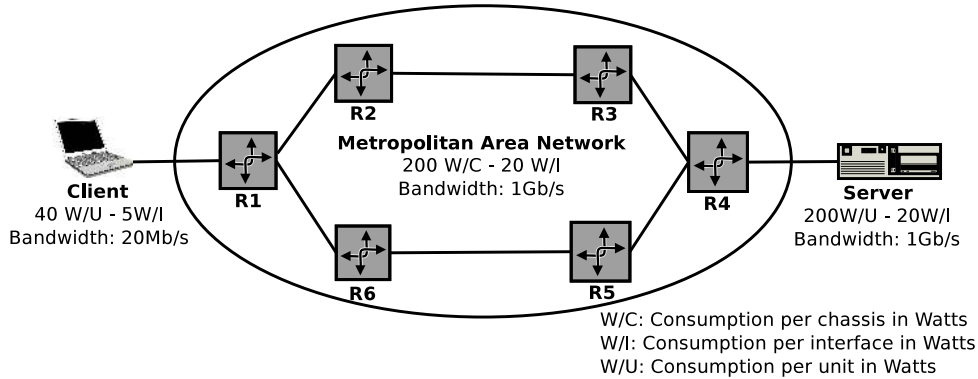 R2
R3
Metropolitan Area Network
200 W/C - 20 W/I
Bandwidth: 1Gb/s
R1
R4
Client
40 W/U - 5W/I
Bandwidth: 20Mb/s
Server
200W/U - 20W/I
Bandwidth: 1Gb/s
R6
R5
W/C: Consumption per chassis in Watts
W/I: Consumption per interface in Watts
W/U: Consumption per unit in Watts